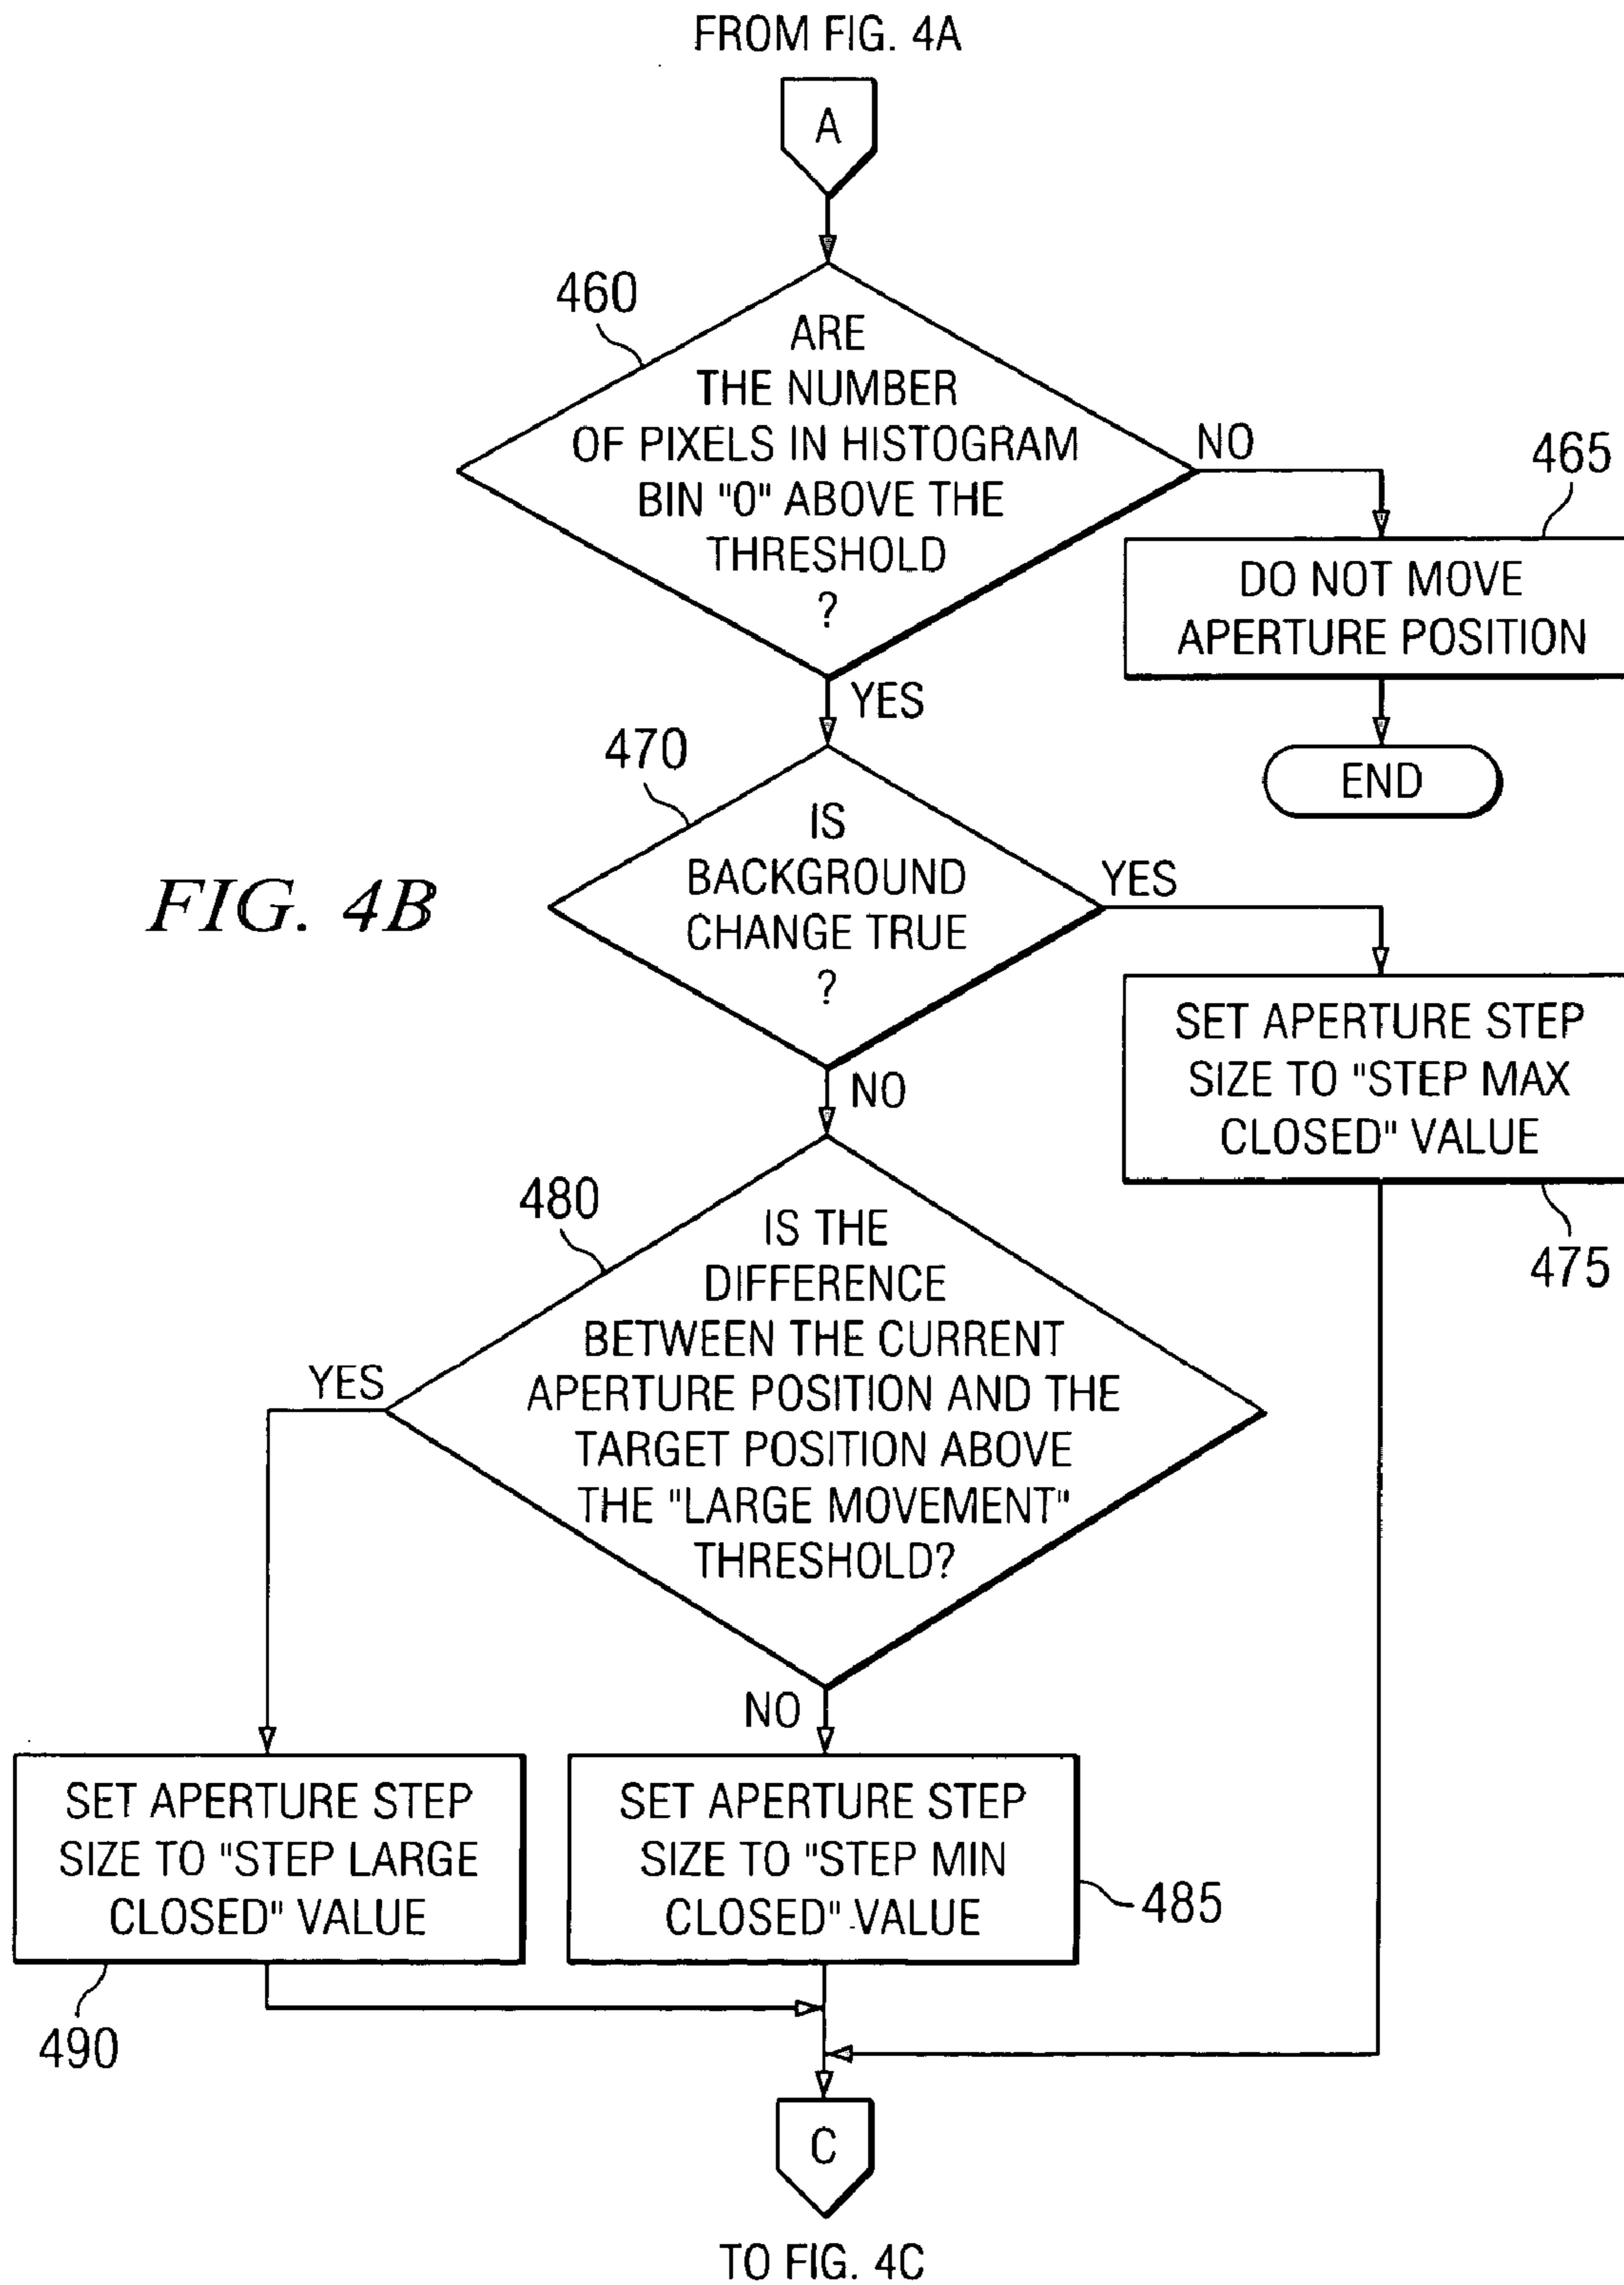 FROM FIG. 4A
A
460
ARE
THE NUMBER
OF PIXELS IN HISTOGRAM
BIN "0" ABOVE THE
THRESHOLD
?
NO
465
DO NOT MOVE
APERTURE POSITION
END
YES
470
IS
BACKGROUND
CHANGE TRUE
?
YES
FIG. 4B
SET APERTURE STEP
SIZE TO "STEP MAX
CLOSED" VALUE
475
NO
480
IS THE
DIFFERENCE
BETWEEN THE CURRENT
APERTURE POSITION AND THE
TARGET POSITION ABOVE
THE "LARGE MOVEMENT"
THRESHOLD?
YES
NO
SET APERTURE STEP
SIZE TO "STEP LARGE
CLOSED" VALUE
490
SET APERTURE STEP
SIZE TO "STEP MIN
CLOSED" VALUE
485
C
TO FIG. 4C